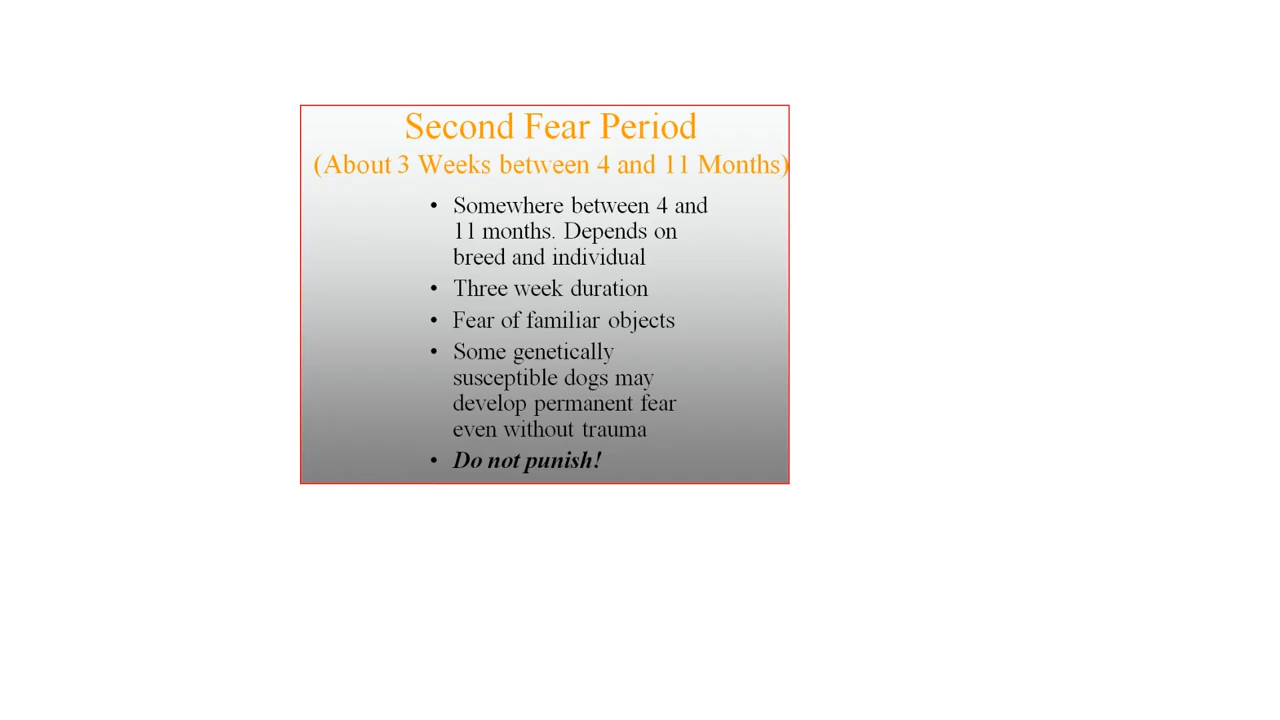 Second Fear Period
(About 3 Weeks between 4 and 11 Months)
• Somewhere between 4 and
11 months. Depends on
breed and individual
• Three week duration
• Fear of familiar objects
• Some genetically
susceptible dogs may
develop permanent fear
even without trauma
• Do not punish!